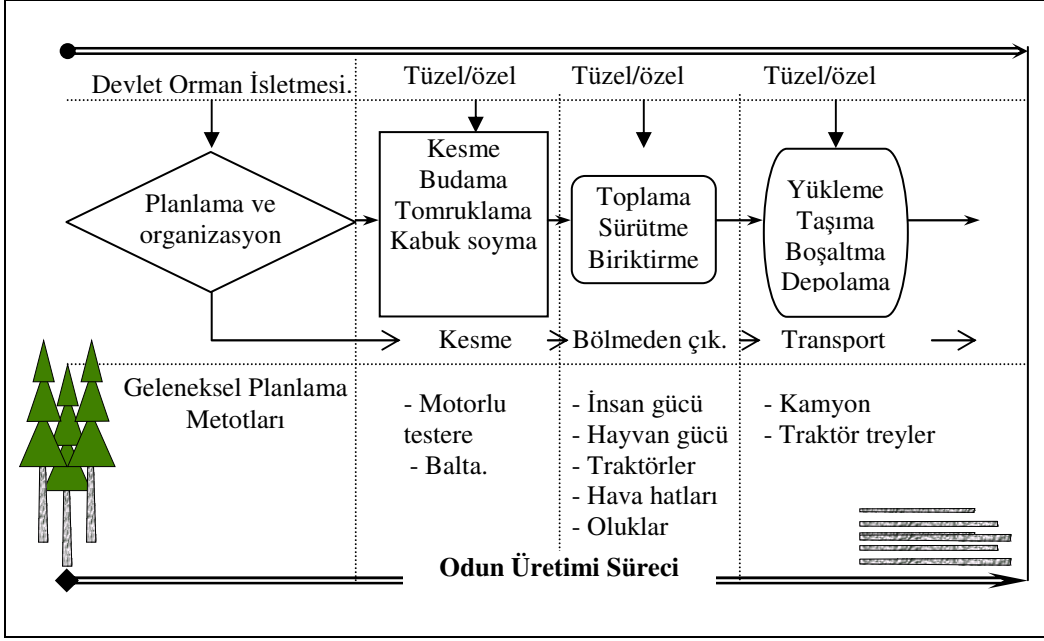 Devlet Orman İsletmesi.
Tüzel/özel
Tüzel/özel
Tüzel/özel
Planlama ve
organizasyon
Kesme
Budama
Tomruklama
Kabuk soyma
Toplama
Sürütme
Biriktirme
Yükleme
Taşıma
Boşaltma
Depolama
Kesme
Bölmeden çık.
Transport
Geleneksel Planlama
Metotları
- Motorlu
testere
- Balta.
- İnsan gücü
- Hayvan gücü
- Traktörler
- Hava hatları
- Oluklar
- Kamyon
- Traktör treyler
Odun Üretimi Süreci